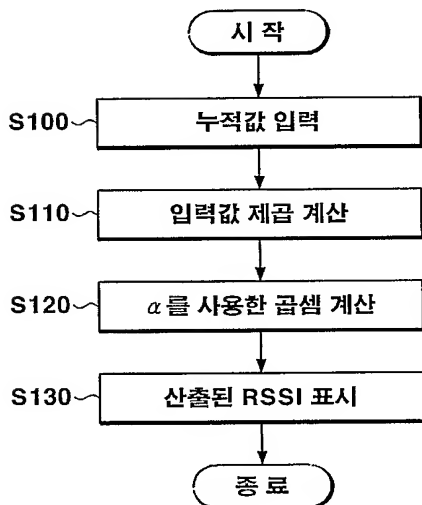 시 작
S100 누적값 입력
S110 입력값 제곱 계산
S120 α를 사용한 곱셈 계산
S130 산출된 RSSI 표시
종 료